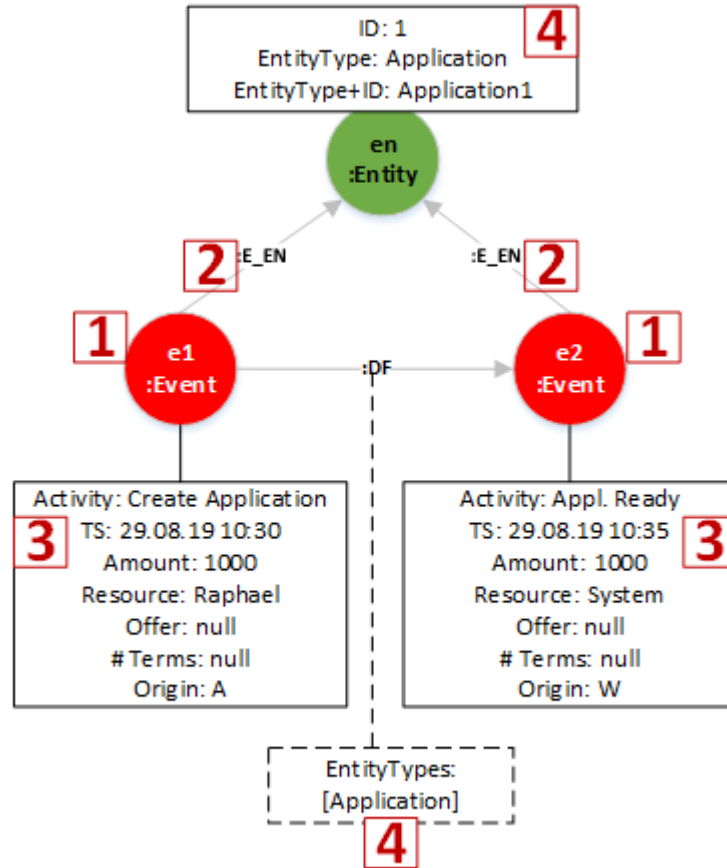 ID: 1
4
EntityType: Application
EntityType+ID: Application1
en
:Entity
:E_EN
2
:E_EN
2
1
e1
:Event
:DF
e2
:Event
1
Activity: Create Application
TS: 29.08.19 10:30
3
Amount: 1000
Resource: Raphael
Offer: null
# Terms: null
Origin: A
Activity: Appl. Ready
TS: 29.08.19 10:35
3
Amount: 1000
Resource: System
Offer: null
# Terms: null
Origin: W
EntityTypes:
[Application]
4